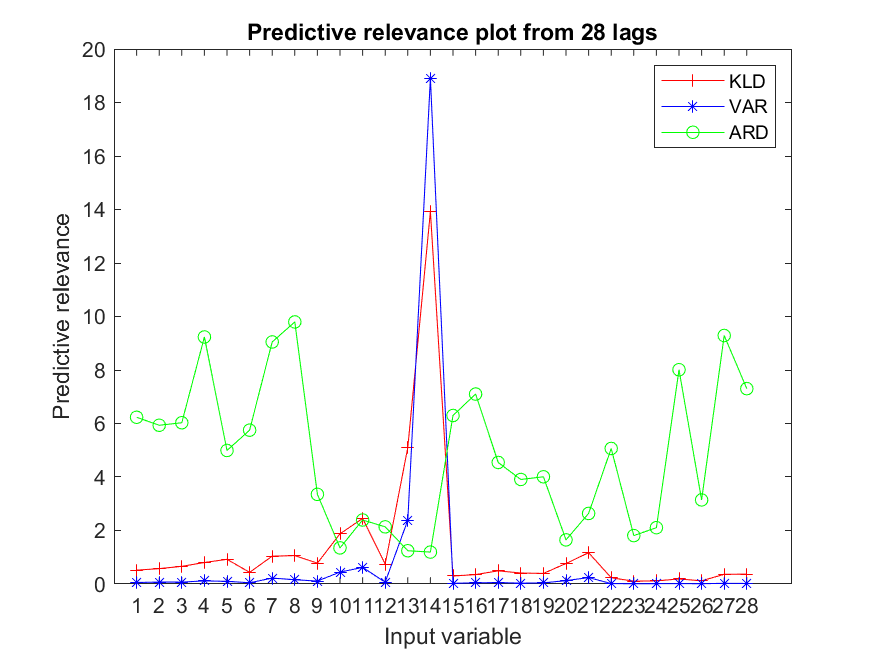 Predictive relevance plot from 28 lags
20
18
16
14
12
10
8
6
4
2
0
Predictive relevance
KLD
VAR
ARD
1 2 3 4 5 6 7 8 9 10 11 12 13 14 15 16 17 18 19 20 21 22 23 24 25 26 27 28
Input variable